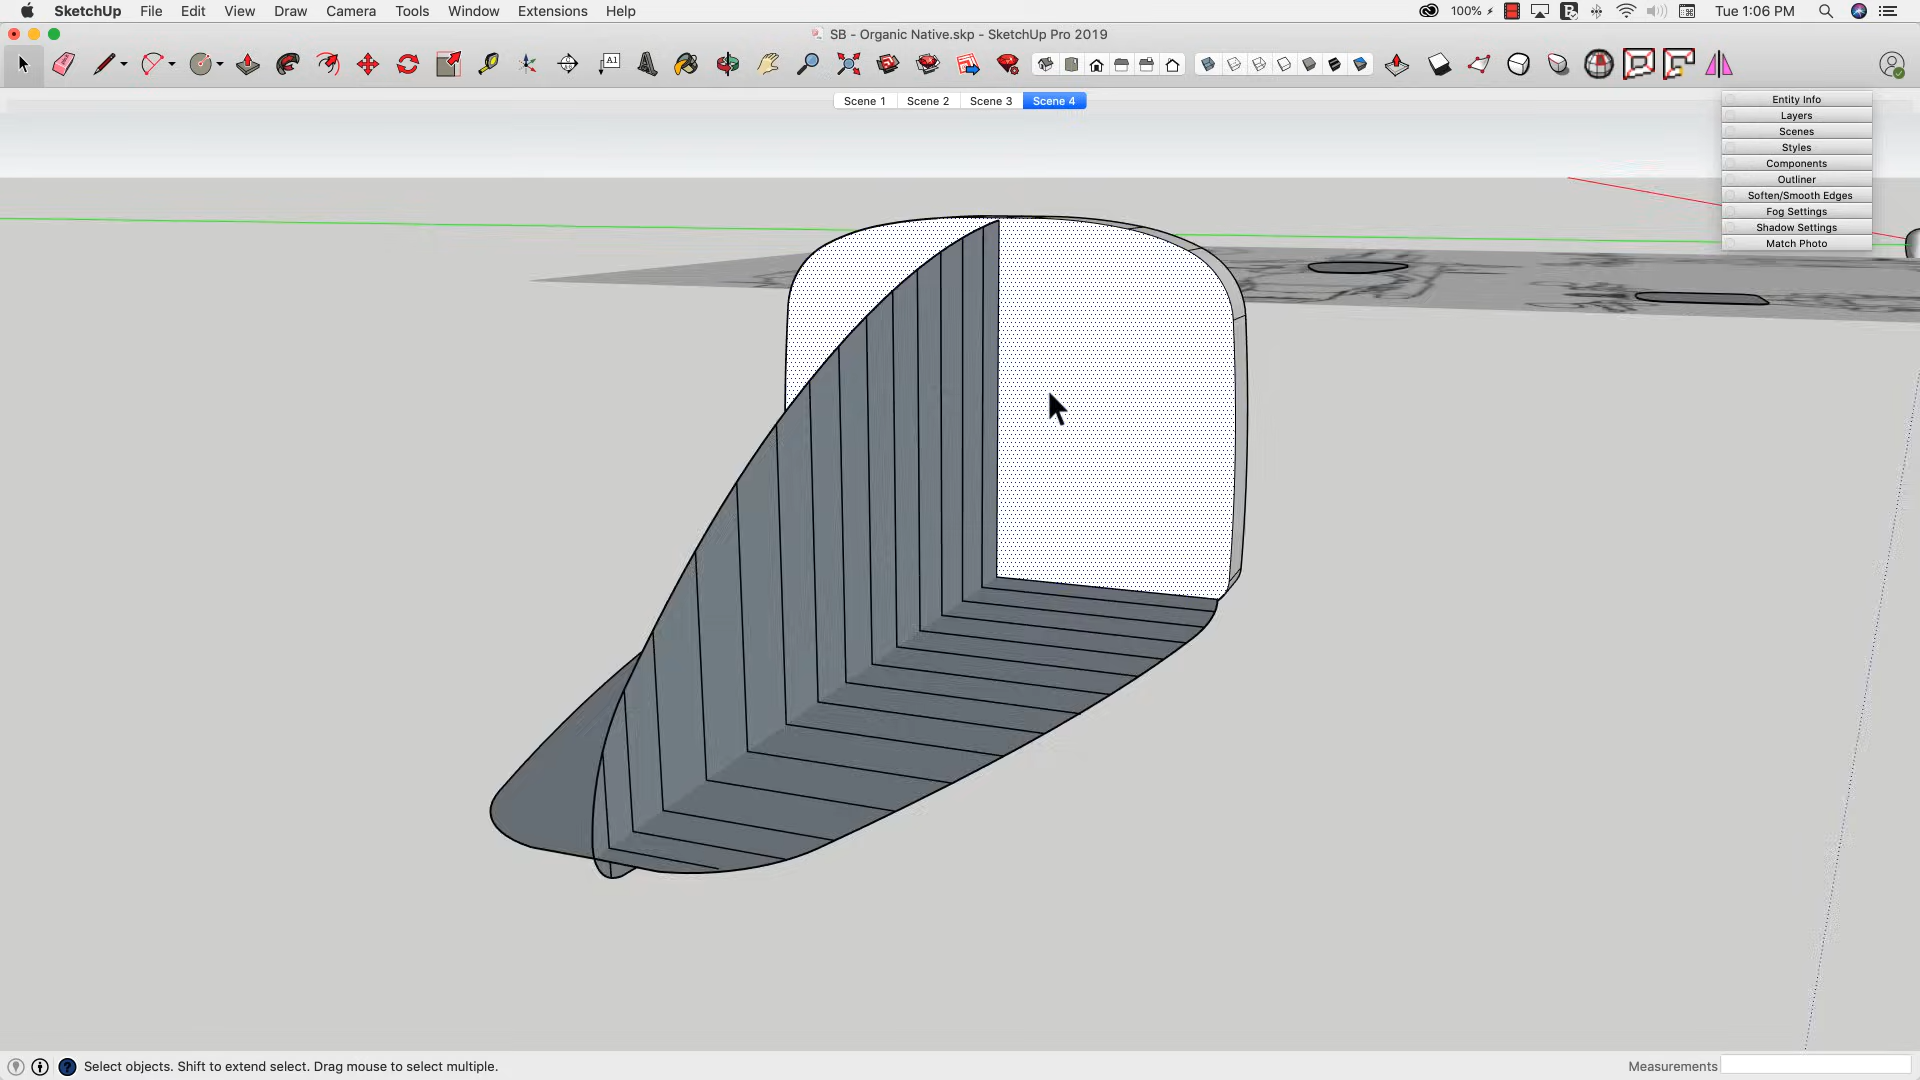 SketchUp File Edit View Draw Camera Tools Window Extensions Help 100% Tue 1:06 PM
SB - Organic Native.skp - SketchUp Pro 2019
A1
Scene 1 Scene 2 Scene 3 Scene 4
Entity Info
Layers
Scenes
Styles
Components
Outliner
Soften/Smooth Edges
Fog Settings
Shadow Settings
Match Photo
Select objects. Shift to extend select. Drag mouse to select multiple.
Measurements